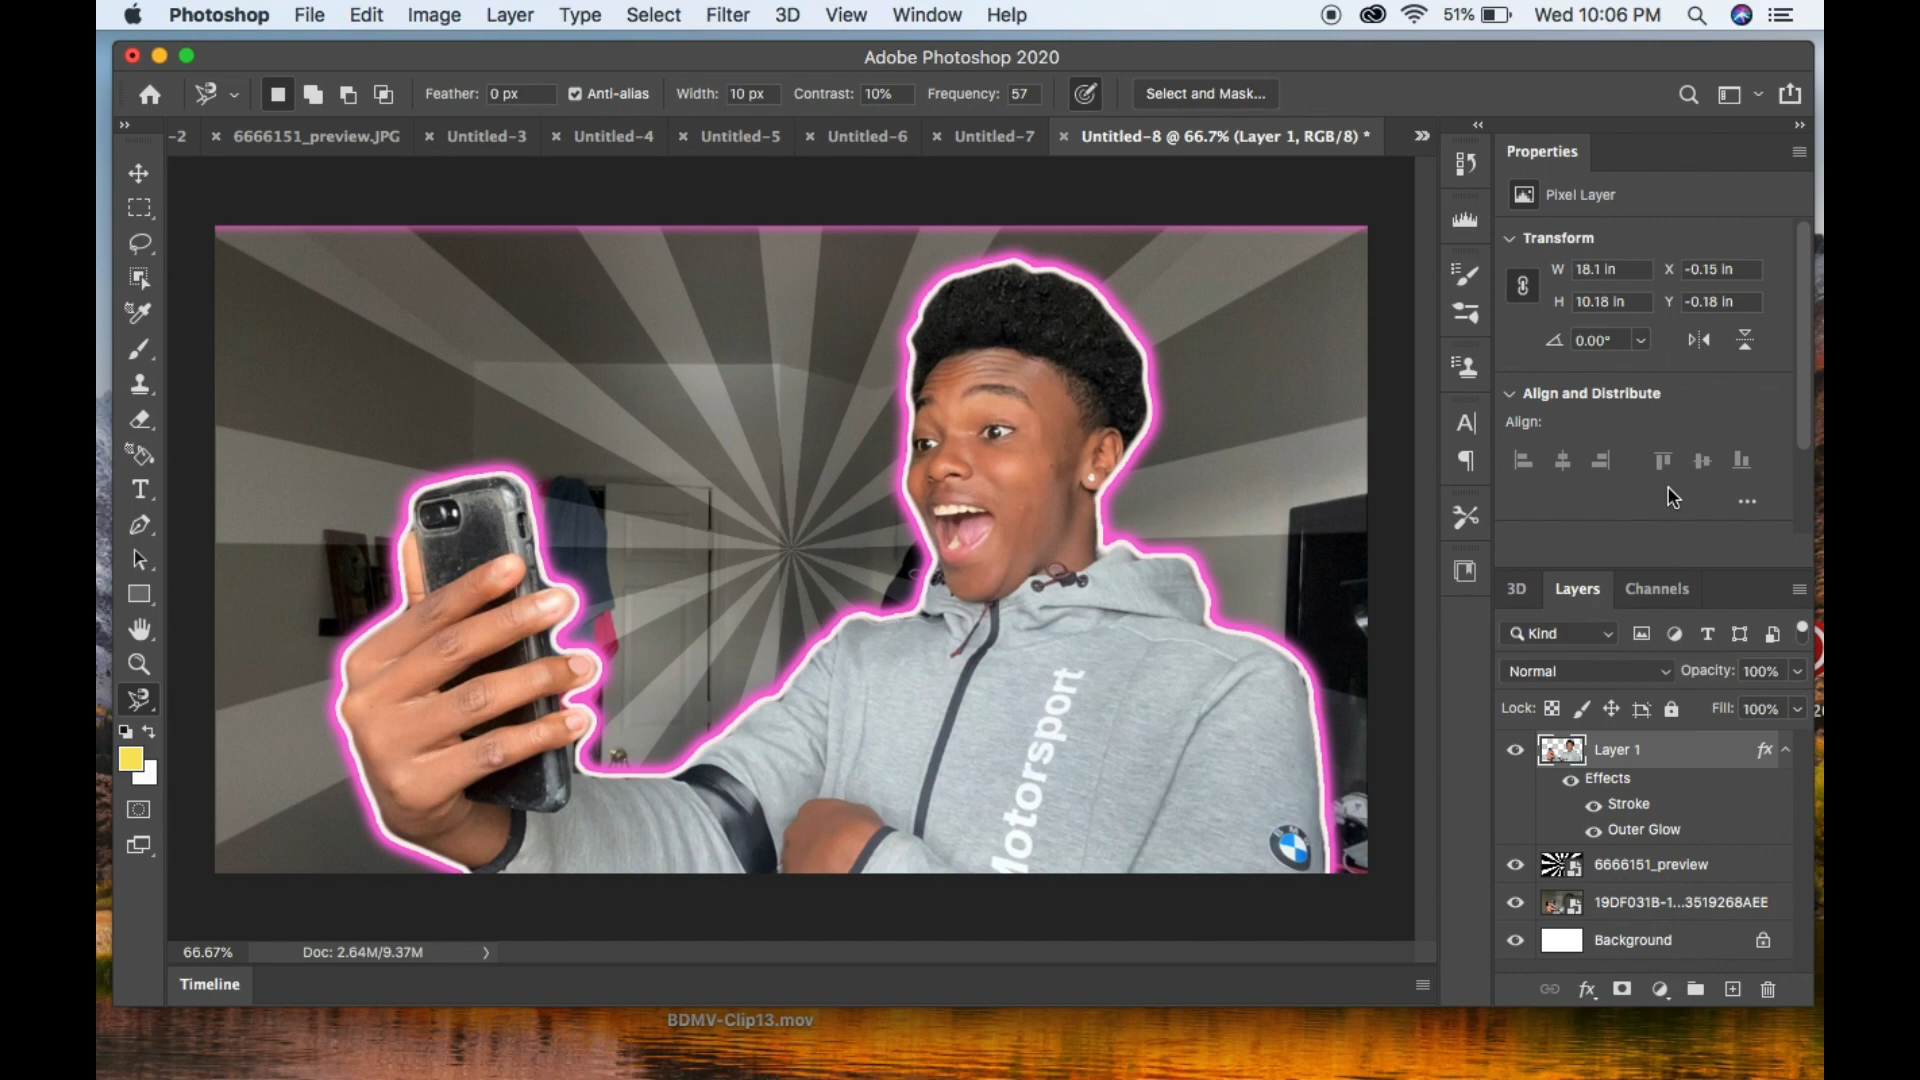 Photoshop File Edit Image Layer Type Select Filter 3D View Window Help 51% Wed 10:06 PM
Adobe Photoshop 2020
Feather: 0 px Anti-alias Width: 10 px Contrast: 10% Frequency: 57 Select and Mask...
-2 × 6666151_preview.JPG × Untitled-3 × Untitled-4 × Untitled-5 × Untitled-6 × Untitled-7 × Untitled-8 @ 66.7% (Layer 1, RGB/8) *
Properties
Pixel Layer
Transform
W 18.1 in X -0.15 in
H 10.18 in Y -0.18 in
0.00°
Align and Distribute
Align:
Motorsport
BMW
3D Layers Channels
Kind
Normal Opacity: 100%
Lock: Fill: 100%
Layer 1 fx
Effects
Stroke
Outer Glow
6666151_preview
19DF031B-1...3519268AEE
Background
fx
66.67% Doc: 2.64M/9.37M
Timeline
BDMV-Clip13.mov